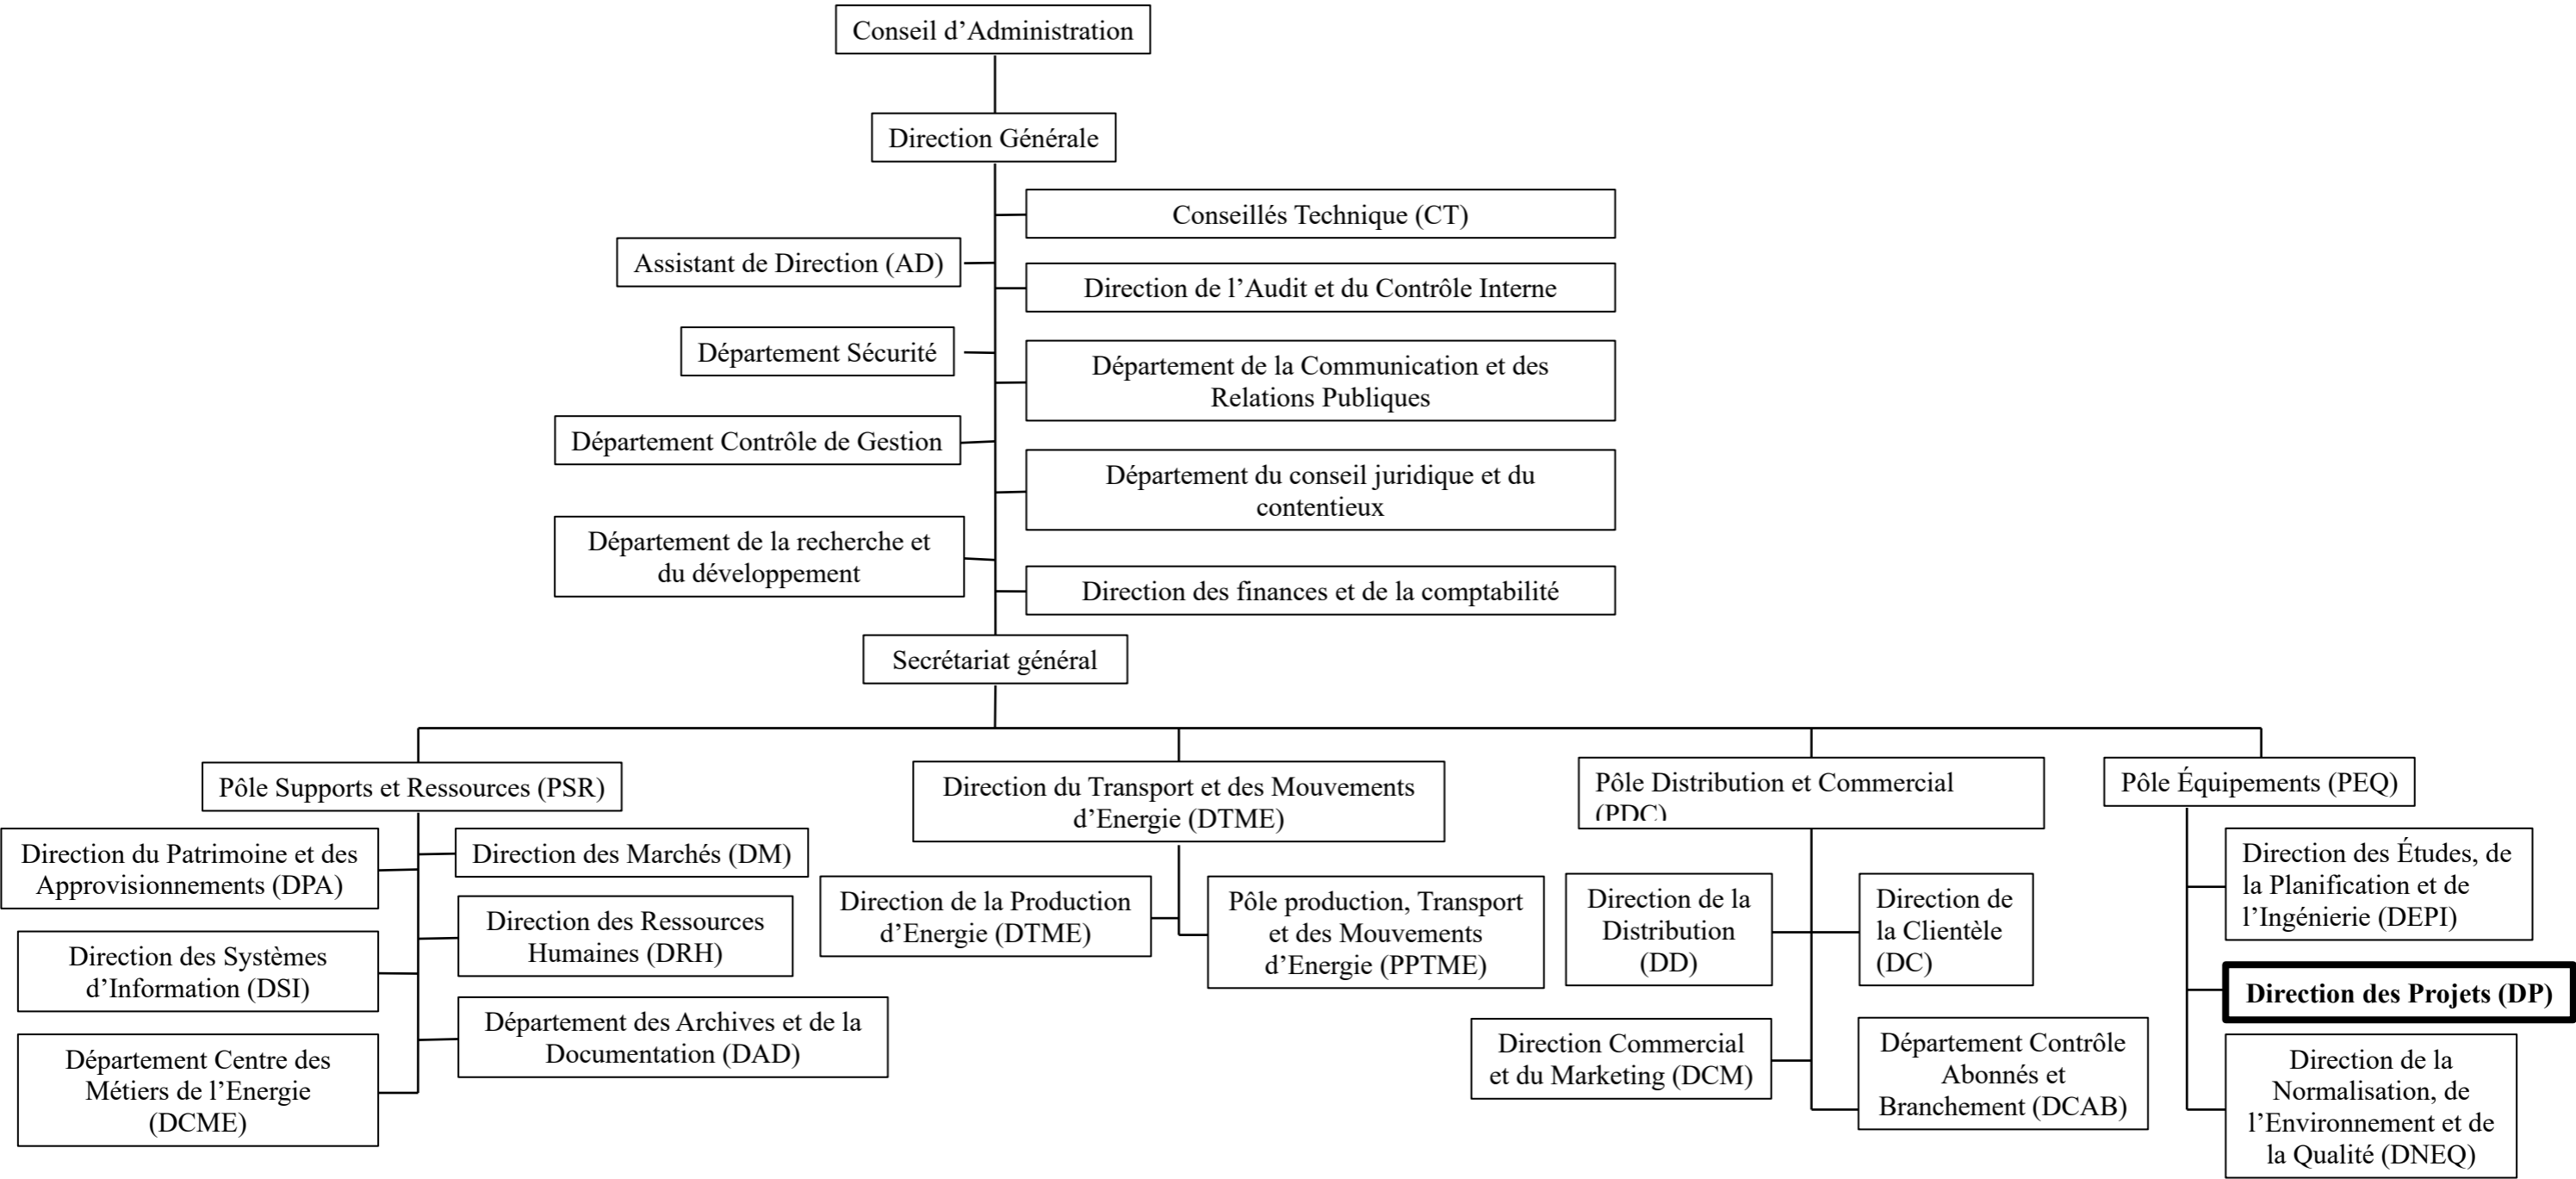 Conseil d’Administration
Direction Générale
Conseillés Technique (CT)
Assistant de Direction (AD)
Direction de l’Audit et du Contrôle Interne
Département Sécurité
Département de la Communication et des
Relations Publiques
Département Contrôle de Gestion
Département du conseil juridique et du
contentieux
Département de la recherche et
du développement
Direction des finances et de la comptabilité
Secrétariat général
Pôle Supports et Ressources (PSR)
Direction du Patrimoine et des
Approvisionnements (DPA)
Direction des Marchés (DM)
Direction des Ressources
Humaines (DRH)
Direction des Systèmes
d’Information (DSI)
Département des Archives et de la
Documentation (DAD)
Département Centre des
Métiers de l’Energie
(DCME)
Direction du Transport et des Mouvements
d’Energie (DTME)
Direction de la Production
d’Energie (DTME)
Pôle production, Transport
et des Mouvements
d’Energie (PPTME)
Pôle Distribution et Commercial
(PDC)
Direction de la
Distribution
(DD)
Direction de
la Clientèle
(DC)
Direction Commercial
et du Marketing (DCM)
Département Contrôle
Abonnés et
Branchement (DCAB)
Pôle Équipements (PEQ)
Direction des Études, de
la Planification et de
l’Ingénierie (DEPI)
Direction des Projets (DP)
Direction de la
Normalisation, de
l’Environnement et de
la Qualité (DNEQ)